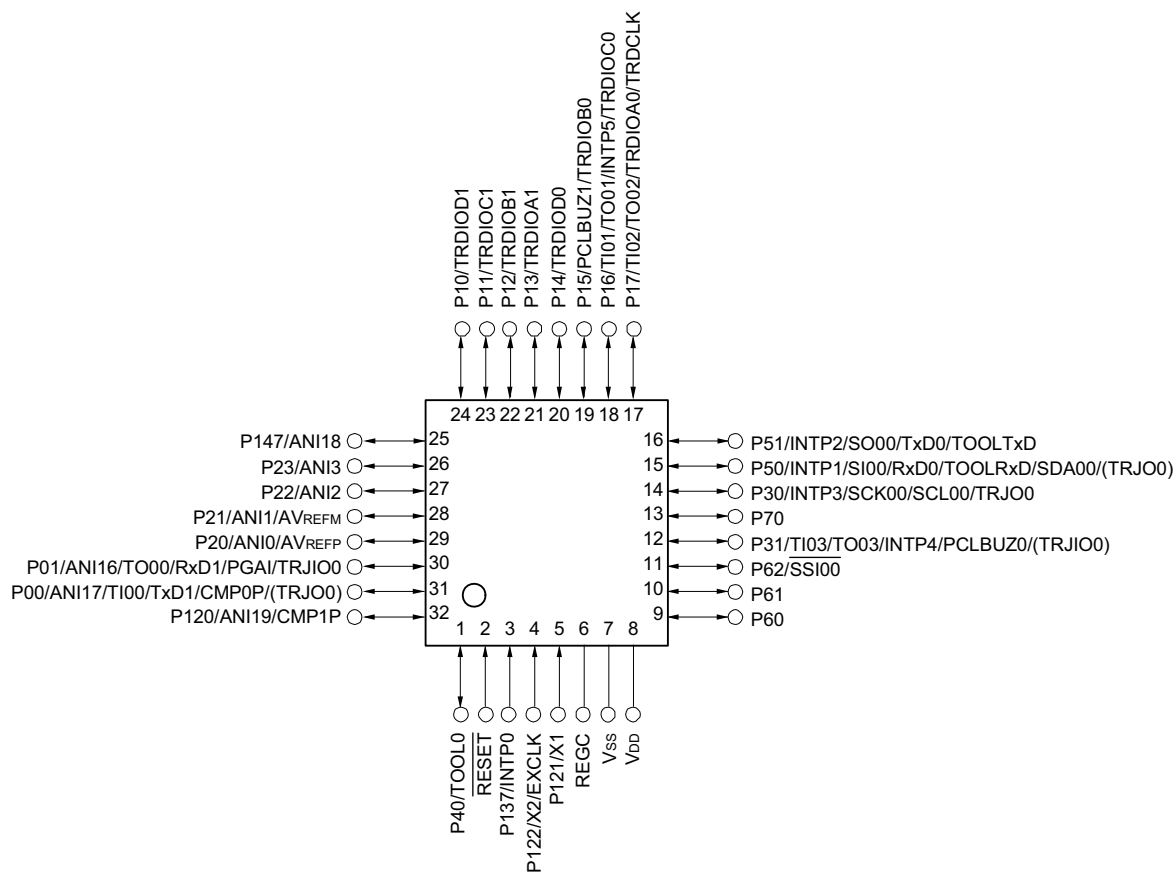 P10/TRDIOD1
P11/TRDIOC1
P12/TRDIOB1
P13/TRDIOA1
P14/TRDIOD0
P15/PCLBUZ1/TRDIOB0
P16/TI01/TO01/INTP5/TRDIOC0
P17/TI02/TO02/TRDIOA0/TRDCLK
24 23 22 21 20 19 18 17
P147/ANI18 25
P23/ANI3 26
P22/ANI2 27
P21/ANI1/AVREFM 28
P20/ANI0/AVREFP 29
P01/ANI16/TO00/RxD1/PGAI/TRJIO0 30
P00/ANI17/TI00/TxD1/CMP0P/(TRJO0) 31
P120/ANI19/CMP1P 32
16 P51/INTP2/SO00/TxD0/TOOLTxD
15 P50/INTP1/SI00/RxD0/TOOLRxD/SDA00/(TRJO0)
14 P30/INTP3/SCK00/SCL00/TRJO0
13 P70
12 P31/TI03/TO03/INTP4/PCLBUZ0/(TRJIO0)
11 P62/SSI00
10 P61
9 P60
1 2 3 4 5 6 7 8
P40/TOOL0
RESET
P137/INTP0
P122/X2/EXCLK
P121/X1
REGC
VSS
VDD